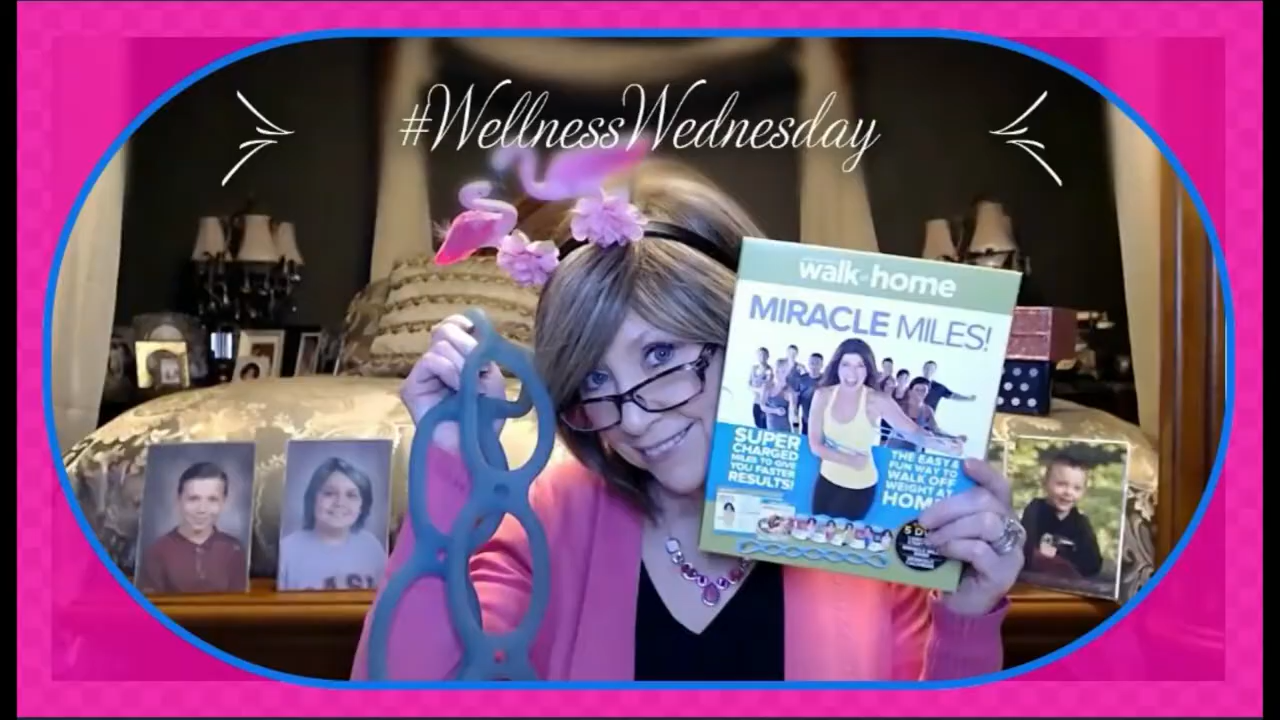 #WellnessWednesday
walk at home
MIRACLE MILES!
SUPER
CHARGED
MILES TO GIVE
YOU FASTER
RESULTS!
THE EASY &
FUN WAY TO
WALK OFF
WEIGHT AT
HOME